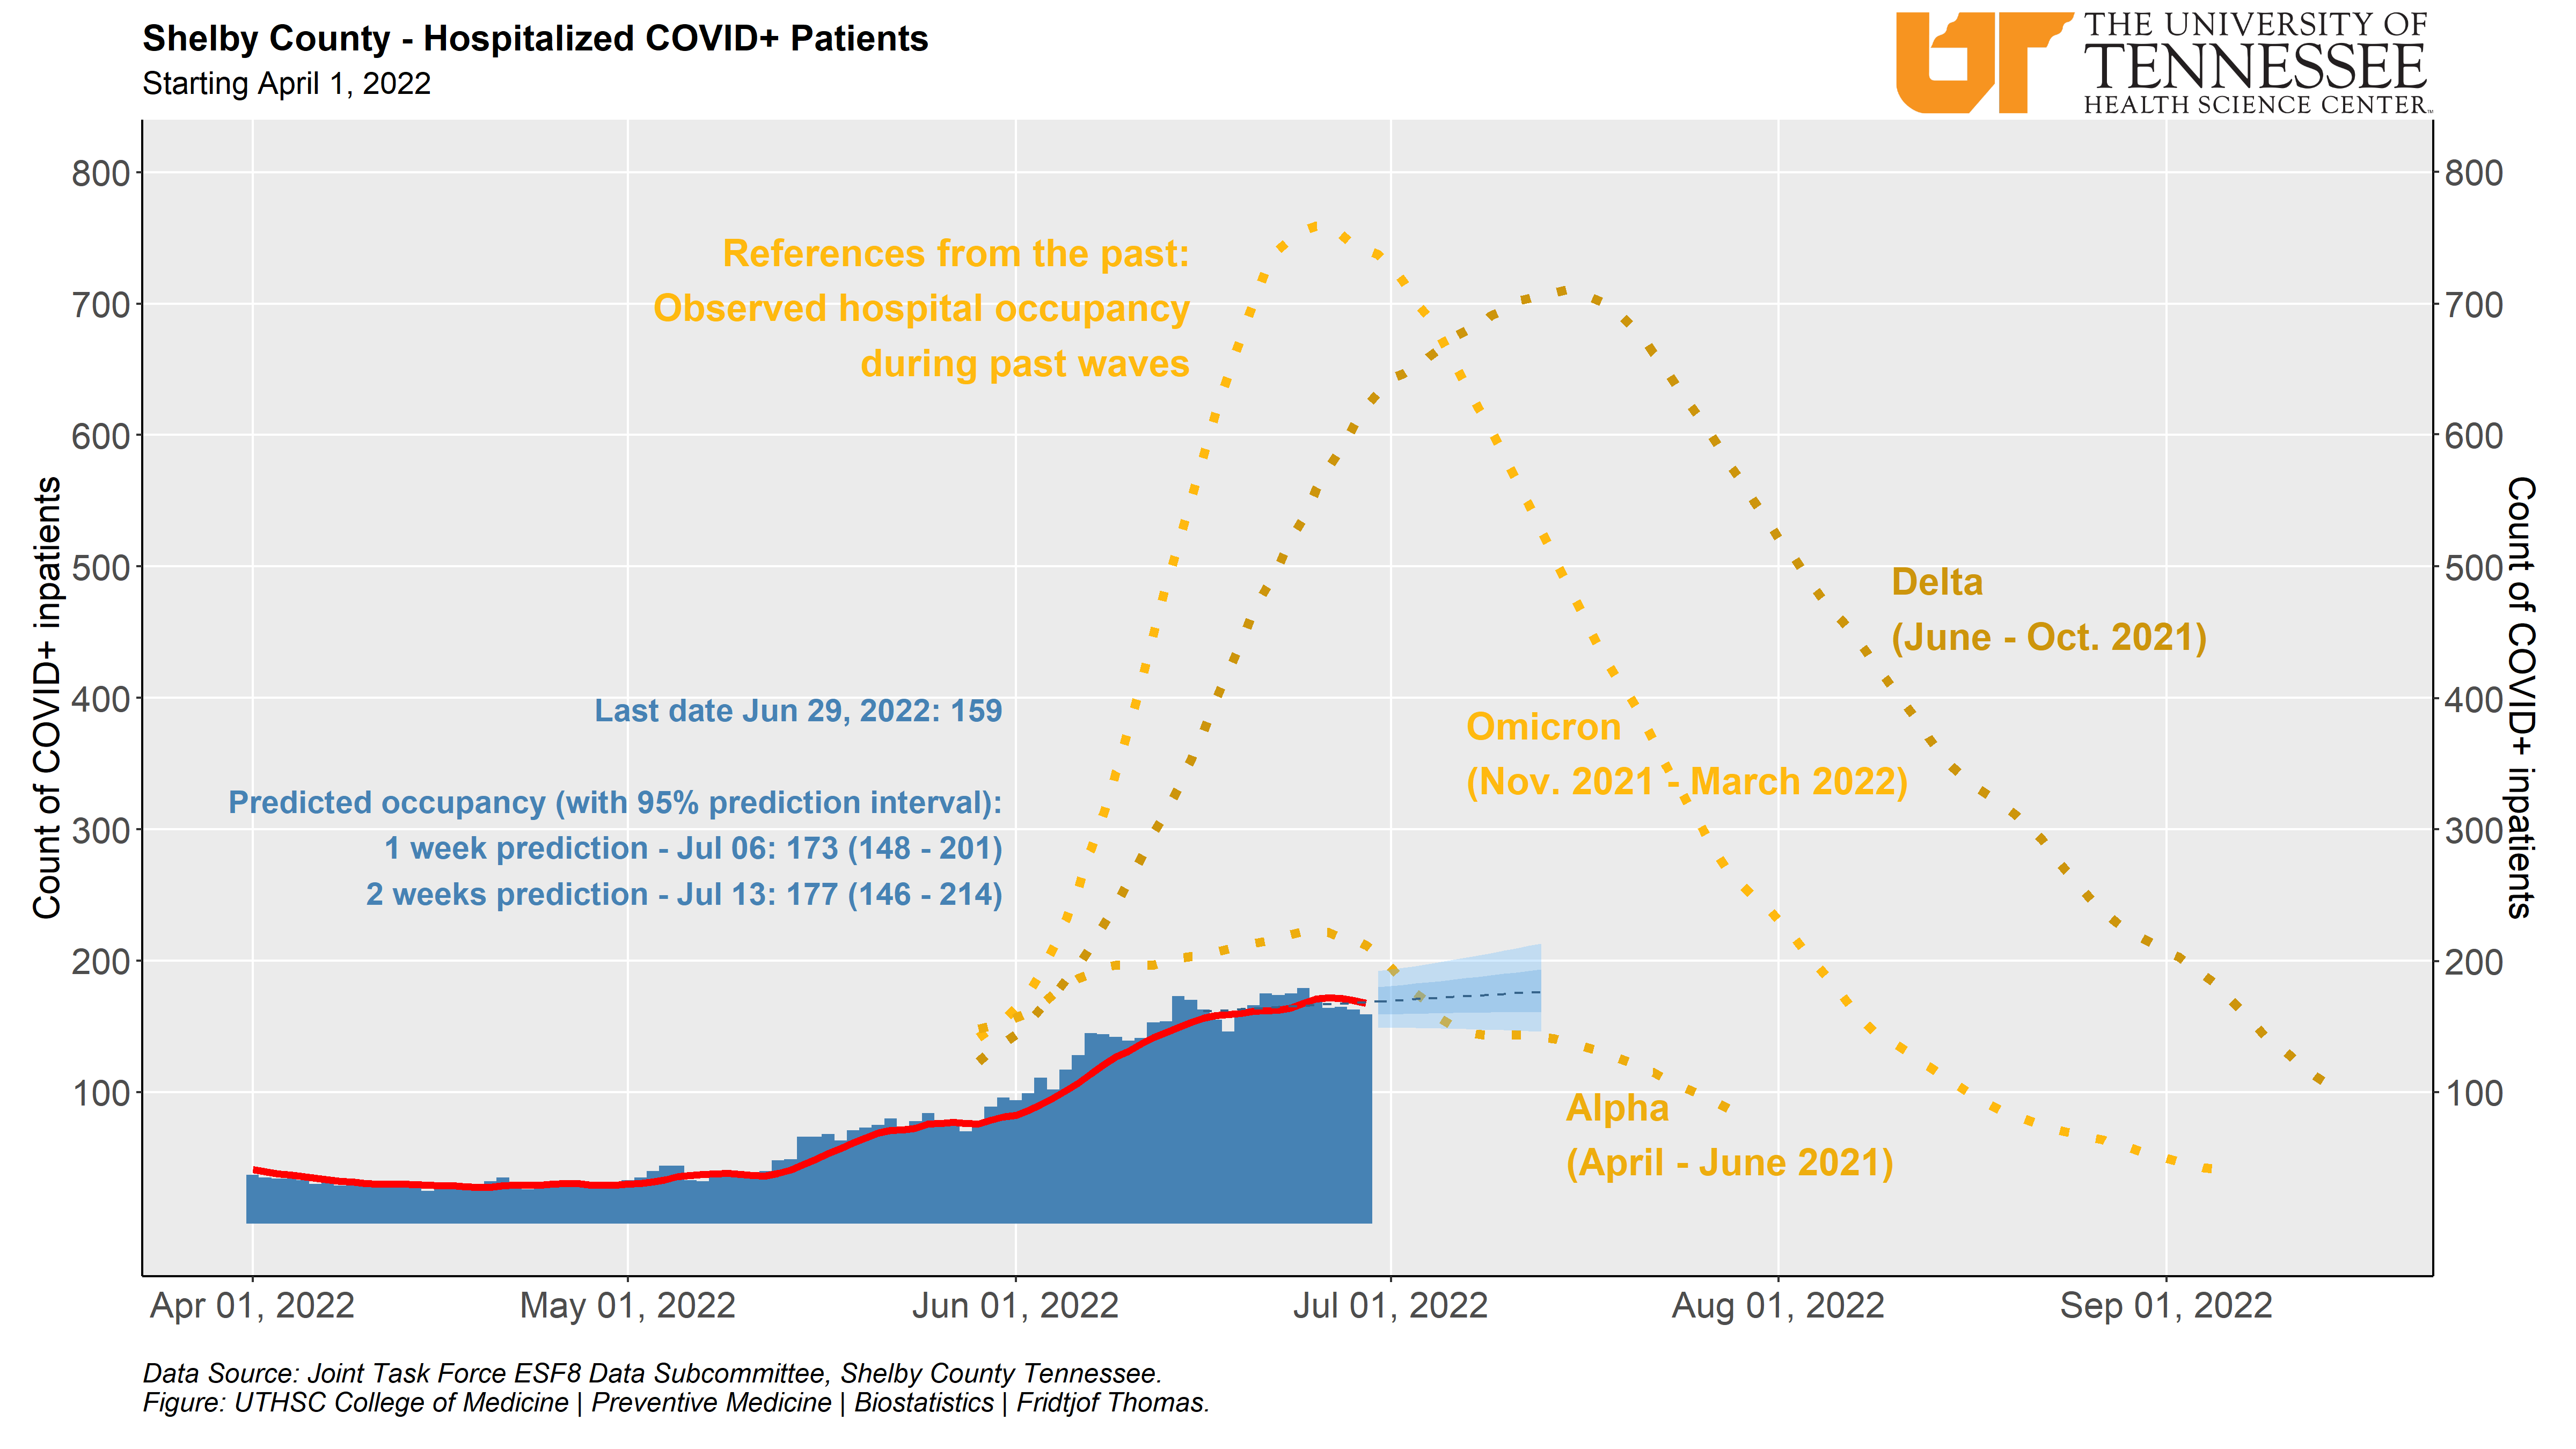 Shelby County - Hospitalized COVID+ Patients
Starting April 1, 2022
UT
THE UNIVERSITY OF
TENNESSEE
HEALTH SCIENCE CENTER™
Count of COVID+ inpatients
800
700
600
500
400
300
200
100
References from the past:
Observed hospital occupancy
during past waves
Last date Jun 29, 2022: 159
Predicted occupancy (with 95% prediction interval):
1 week prediction - Jul 06: 173 (148 - 201)
2 weeks prediction - Jul 13: 177 (146 - 214)
Delta
(June - Oct. 2021)
Omicron
(Nov. 2021 - March 2022)
Alpha
(April - June 2021)
800
700
600
500
400
300
200
100
Count of COVID+ inpatients
Apr 01, 2022
May 01, 2022
Jun 01, 2022
Jul 01, 2022
Aug 01, 2022
Sep 01, 2022
Data Source: Joint Task Force ESF8 Data Subcommittee, Shelby County Tennessee.
Figure: UTHSC College of Medicine | Preventive Medicine | Biostatistics | Fridtjof Thomas.